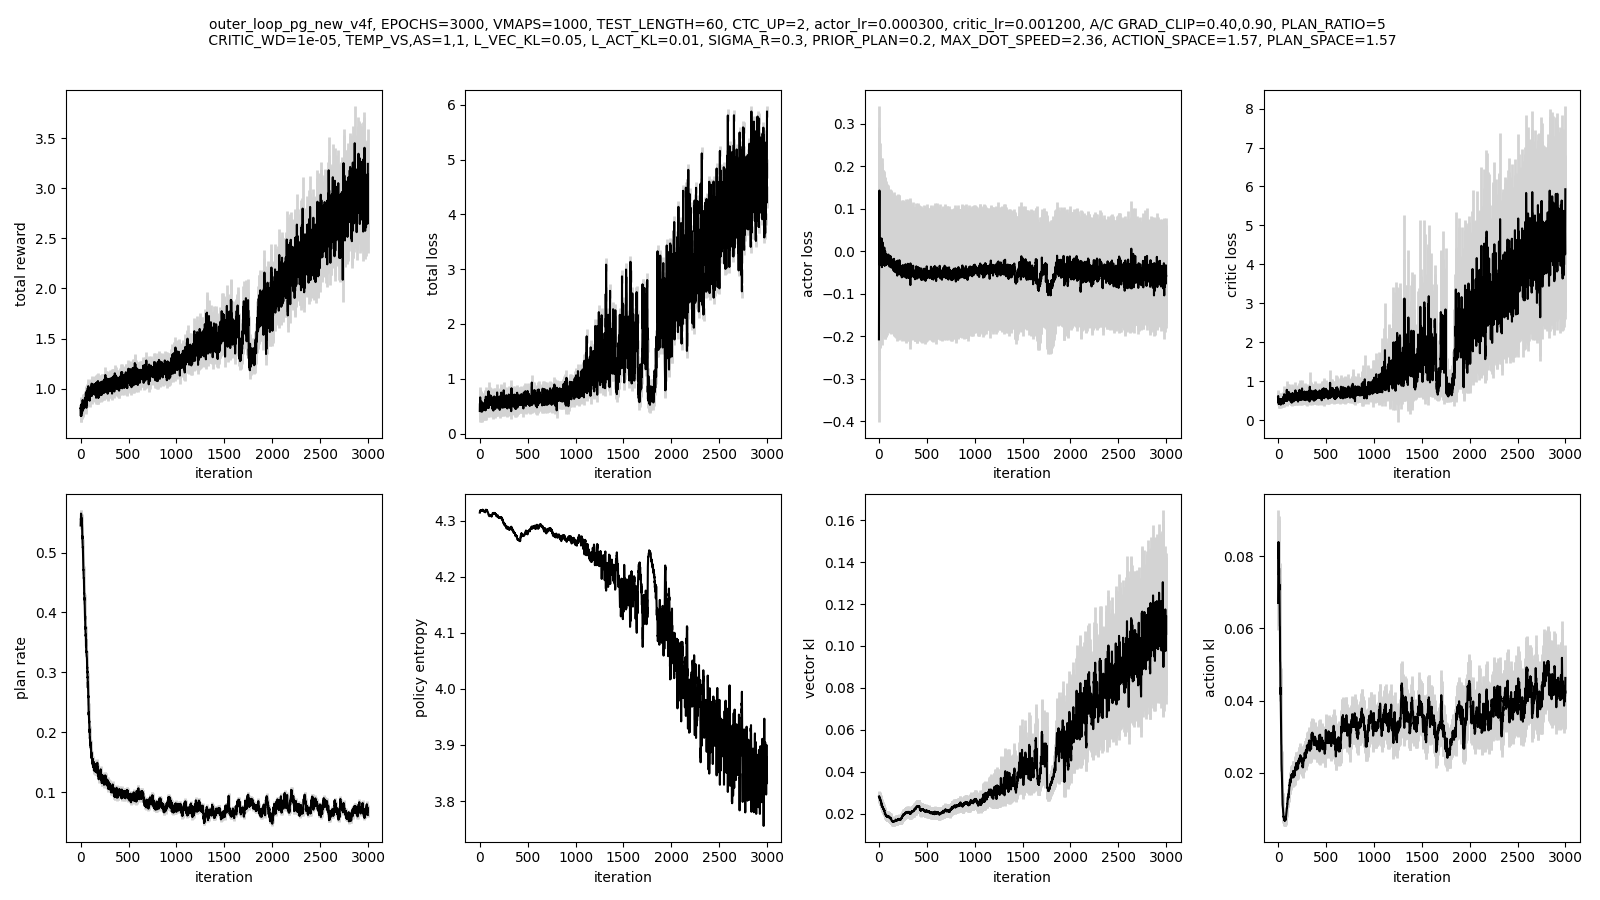 outer_loop_pg_new_v4f, EPOCHS=3000, VMAPS=1000, TEST_LENGTH=60, CTC_UP=2, actor_lr=0.000300, critic_lr=0.001200, A/C GRAD_CLIP=0.40,0.90, PLAN_RATIO=5
CRITIC_WD=1e-05, TEMP_VS,AS=1,1, L_VEC_KL=0.05, L_ACT_KL=0.01, SIGMA_R=0.3, PRIOR_PLAN=0.2, MAX_DOT_SPEED=2.36, ACTION_SPACE=1.57, PLAN_SPACE=1.57
total reward
3.5
3.0
2.5
2.0
1.5
1.0
0 500 1000 1500 2000 2500 3000
iteration
total loss
6
5
4
3
2
1
0
0 500 1000 1500 2000 2500 3000
iteration
actor loss
0.3
0.2
0.1
0.0
−0.1
−0.2
−0.3
−0.4
0 500 1000 1500 2000 2500 3000
iteration
critic loss
8
7
6
5
4
3
2
1
0
0 500 1000 1500 2000 2500 3000
iteration
plan rate
0.5
0.4
0.3
0.2
0.1
0 500 1000 1500 2000 2500 3000
iteration
policy entropy
4.3
4.2
4.1
4.0
3.9
3.8
0 500 1000 1500 2000 2500 3000
iteration
vector kl
0.16
0.14
0.12
0.10
0.08
0.06
0.04
0.02
0 500 1000 1500 2000 2500 3000
iteration
action kl
0.08
0.06
0.04
0.02
0 500 1000 1500 2000 2500 3000
iteration